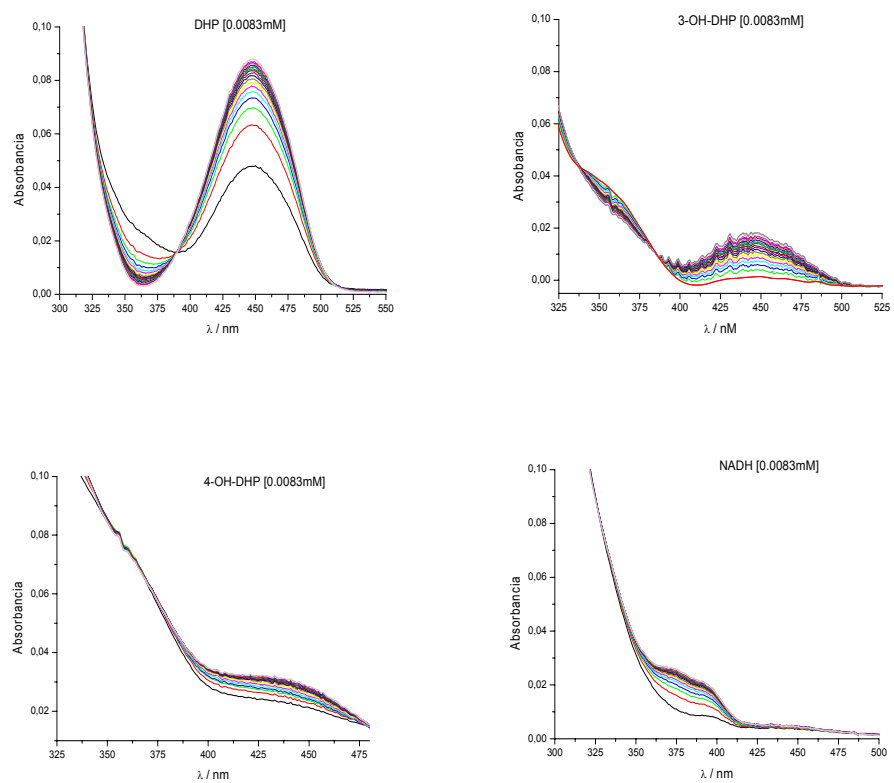 DHP [0.0083mM]
0,10
0,08
0,06
0,04
0,02
0,00
Absorbancia
300 325 350 375 400 425 450 475 500 525 550
λ / nm
3-OH-DHP [0.0083mM]
0,10
0,08
0,06
0,04
0,02
0,00
Absorbancia
325 350 375 400 425 450 475 500 525
λ / nM
4-OH-DHP [0.0083mM]
0,10
0,08
0,06
0,04
0,02
Absorbancia
325 350 375 400 425 450 475
λ / nm
NADH [0.0083mM]
0,10
0,08
0,06
0,04
0,02
0,00
Absorbancia
300 325 350 375 400 425 450 475 500
λ / nm